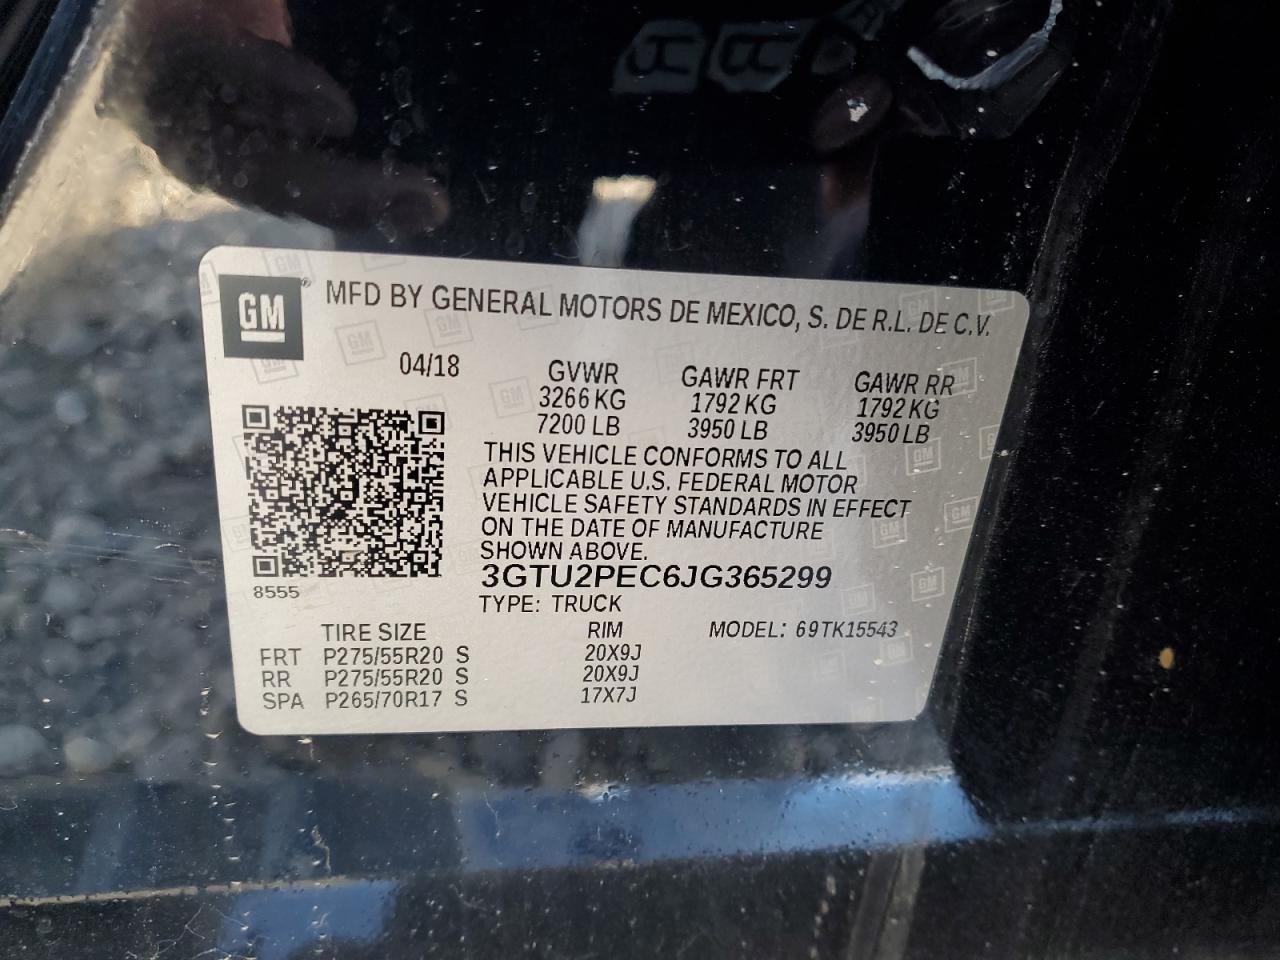 GM® MFD BY GENERAL MOTORS DE MEXICO, S. DE R.L. DE C.V.
04/18 GVWR GAWR FRT GAWR RR
3266 KG 1792 KG 1792 KG
7200 LB 3950 LB 3950 LB
THIS VEHICLE CONFORMS TO ALL
APPLICABLE U.S. FEDERAL MOTOR
VEHICLE SAFETY STANDARDS IN EFFECT
ON THE DATE OF MANUFACTURE
SHOWN ABOVE.
3GTU2PEC6JG365299
8555
TYPE: TRUCK
TIRE SIZE RIM MODEL: 69TK15543
FRT P275/55R20 S 20X9J
RR P275/55R20 S 20X9J
SPA P265/70R17 S 17X7J